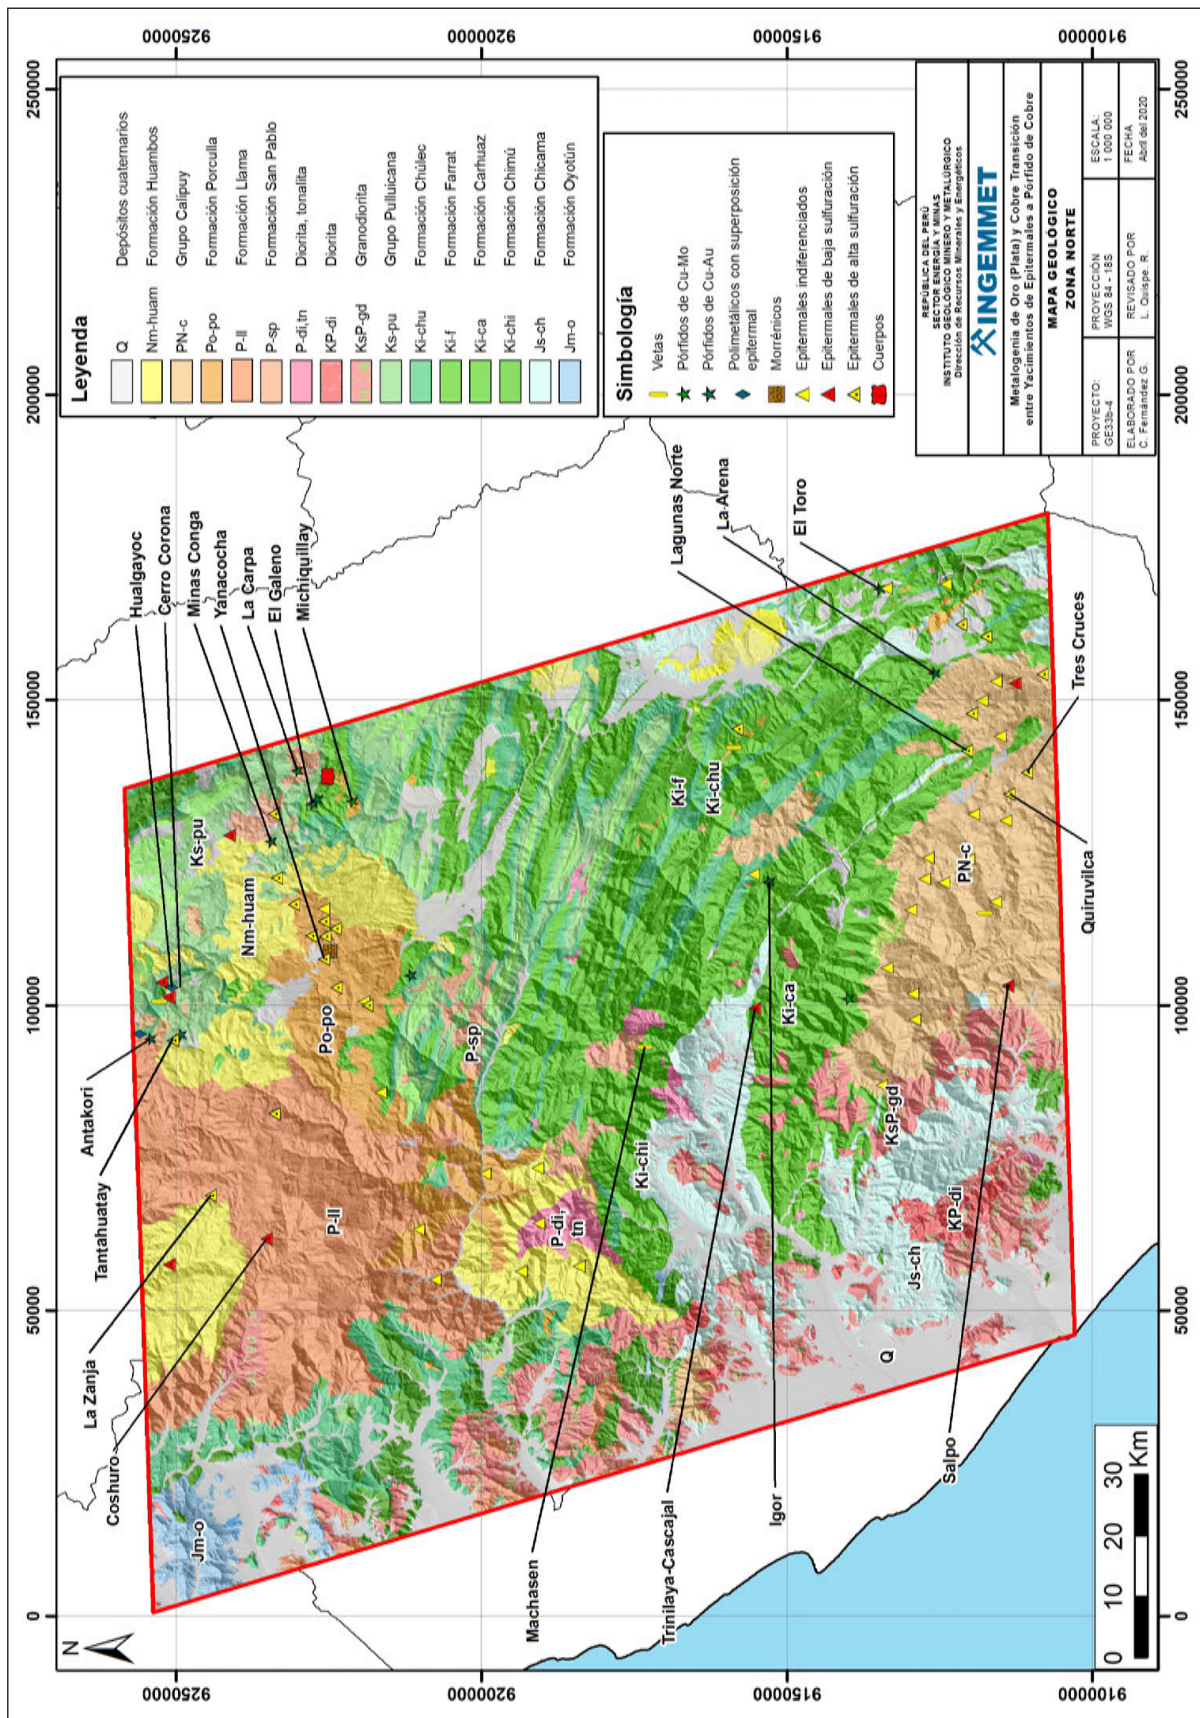 Leyenda
Q Depósitos cuaternarios
Nm-huam Formación Huambos
PN-c Grupo Calipuy
Po-po Formación Porculla
P-ll Formación Llama
P-sp Formación San Pablo
P-di,tn Diorita, tonalita
KP-di Diorita
KsP-gd Granodiorita
Ks-pu Grupo Pulluicana
Ki-chu Formación Chúlec
Ki-f Formación Farrat
Ki-ca Formación Carhuaz
Ki-chi Formación Chimú
Js-ch Formación Chicama
Jm-o Formación Oyotún
Simbología
Vetas
Pórfidos de Cu-Mo
Pórfidos de Cu-Au
Polimetálicos con superposición
epitermal
Morrénicos
Epitermales indiferenciados
Epitermales de baja sulfuración
Epitermales de alta sulfuración
Cuerpos
REPÚBLICA DEL PERÚ
SECTOR ENERGÍA Y MINAS
INSTITUTO GEOLÓGICO MINERO Y METALÚRGICO
Dirección de Recursos Minerales y Energéticos
INGEMMET
Metalogenia de Oro (Plata) y Cobre Transición
entre Yacimientos de Epitermales a Pórfido de Cobre
MAPA GEOLÓGICO
ZONA NORTE
PROYECTO:
GE33b-4
PROYECCIÓN
WGS 84 - 18S
ESCALA:
1 000 000
ELABORADO POR
C. Fernández G.
REVISADO POR
L. Quispe. R.
FECHA
Abril del 2020
0
50000
100000
150000
200000
250000
0
50000
100000
150000
200000
250000
9250000
9200000
9150000
9100000
9250000
9200000
9150000
9100000
N
Coshuro
La Zanja
Tantahuatay
Antakori
Hualgayoc
Cerro Corona
Minas Conga
Yanacocha
La Carpa
El Galeno
Michiquillay
Lagunas Norte
La Arena
El Toro
Tres Cruces
Quiruvilca
Machasen
Trinilaya-Cascajal
Igor
Salpo
Jm-o
P-ll
Po-po
Nm-huam
Ks-pu
P-sp
P-di,
tn
Ki-chi
Ki-f
Ki-chu
Ki-ca
PN-c
KsP-gd
KP-di
Js-ch
Q
0 10 20 30
Km